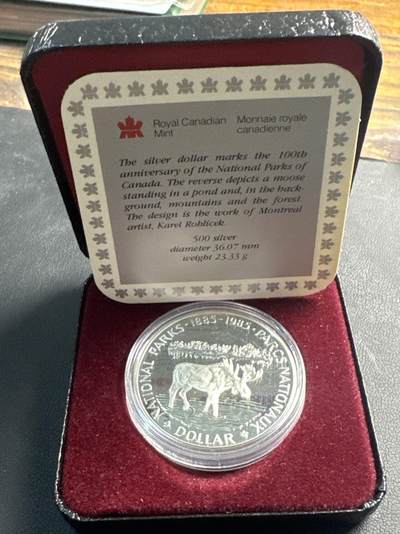 Royal Canadian
Mint
Monnaie royale
canadienne
The silver dollar marks the 100th
anniversary of the National Parks of
Canada. The reverse depicts a moose
standing in a pond and, in the back-
ground, mountains and the forest.
The design is the work of Montreal
artist, Karel Rohlicek.
500 silver
diameter 36.07 mm
weight 23.33 g
NATIONAL PARKS · 1885-1985 · PARCS NATIONAUX
DOLLAR